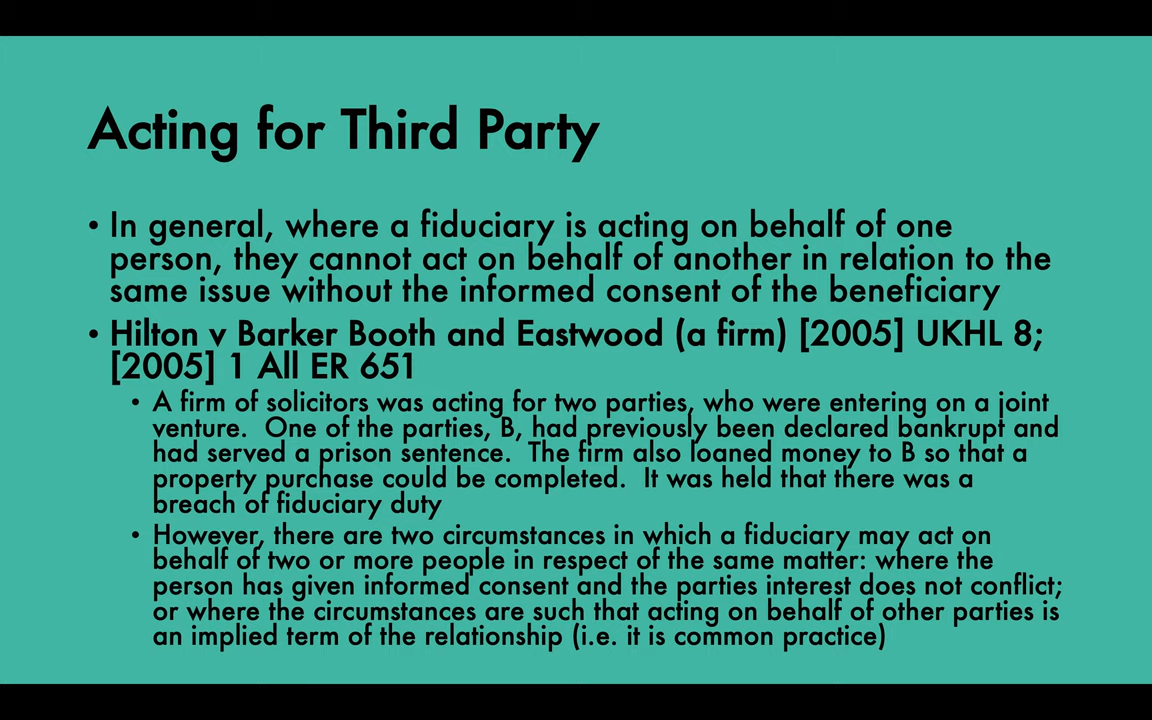 Acting for Third Party
• In general, where a fiduciary is acting on behalf of one
person, they cannot act on behalf of another in relation to the
same issue without the informed consent of the beneficiary
• Hilton v Barker Booth and Eastwood (a firm) [2005] UKHL 8;
[2005] 1 All ER 651
• A firm of solicitors was acting for two parties, who were entering on a joint
venture.  One of the parties, B, had previously been declared bankrupt and
had served a prison sentence.  The firm also loaned money to B so that a
property purchase could be completed.  It was held that there was a
breach of fiduciary duty
• However, there are two circumstances in which a fiduciary may act on
behalf of two or more people in respect of the same matter: where the
person has given informed consent and the parties interest does not conflict;
or where the circumstances are such that acting on behalf of other parties is
an implied term of the relationship (i.e. it is common practice)